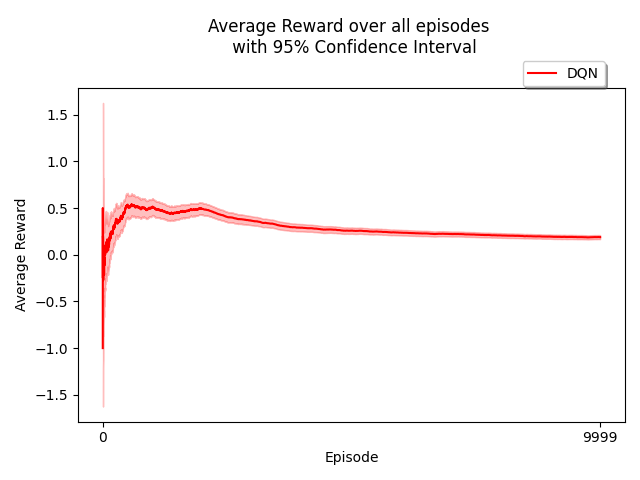 Average Reward over all episodes
with 95% Confidence Interval
DQN
1.5
1.0
0.5
0.0
−0.5
−1.0
−1.5
Average Reward
0
9999
Episode